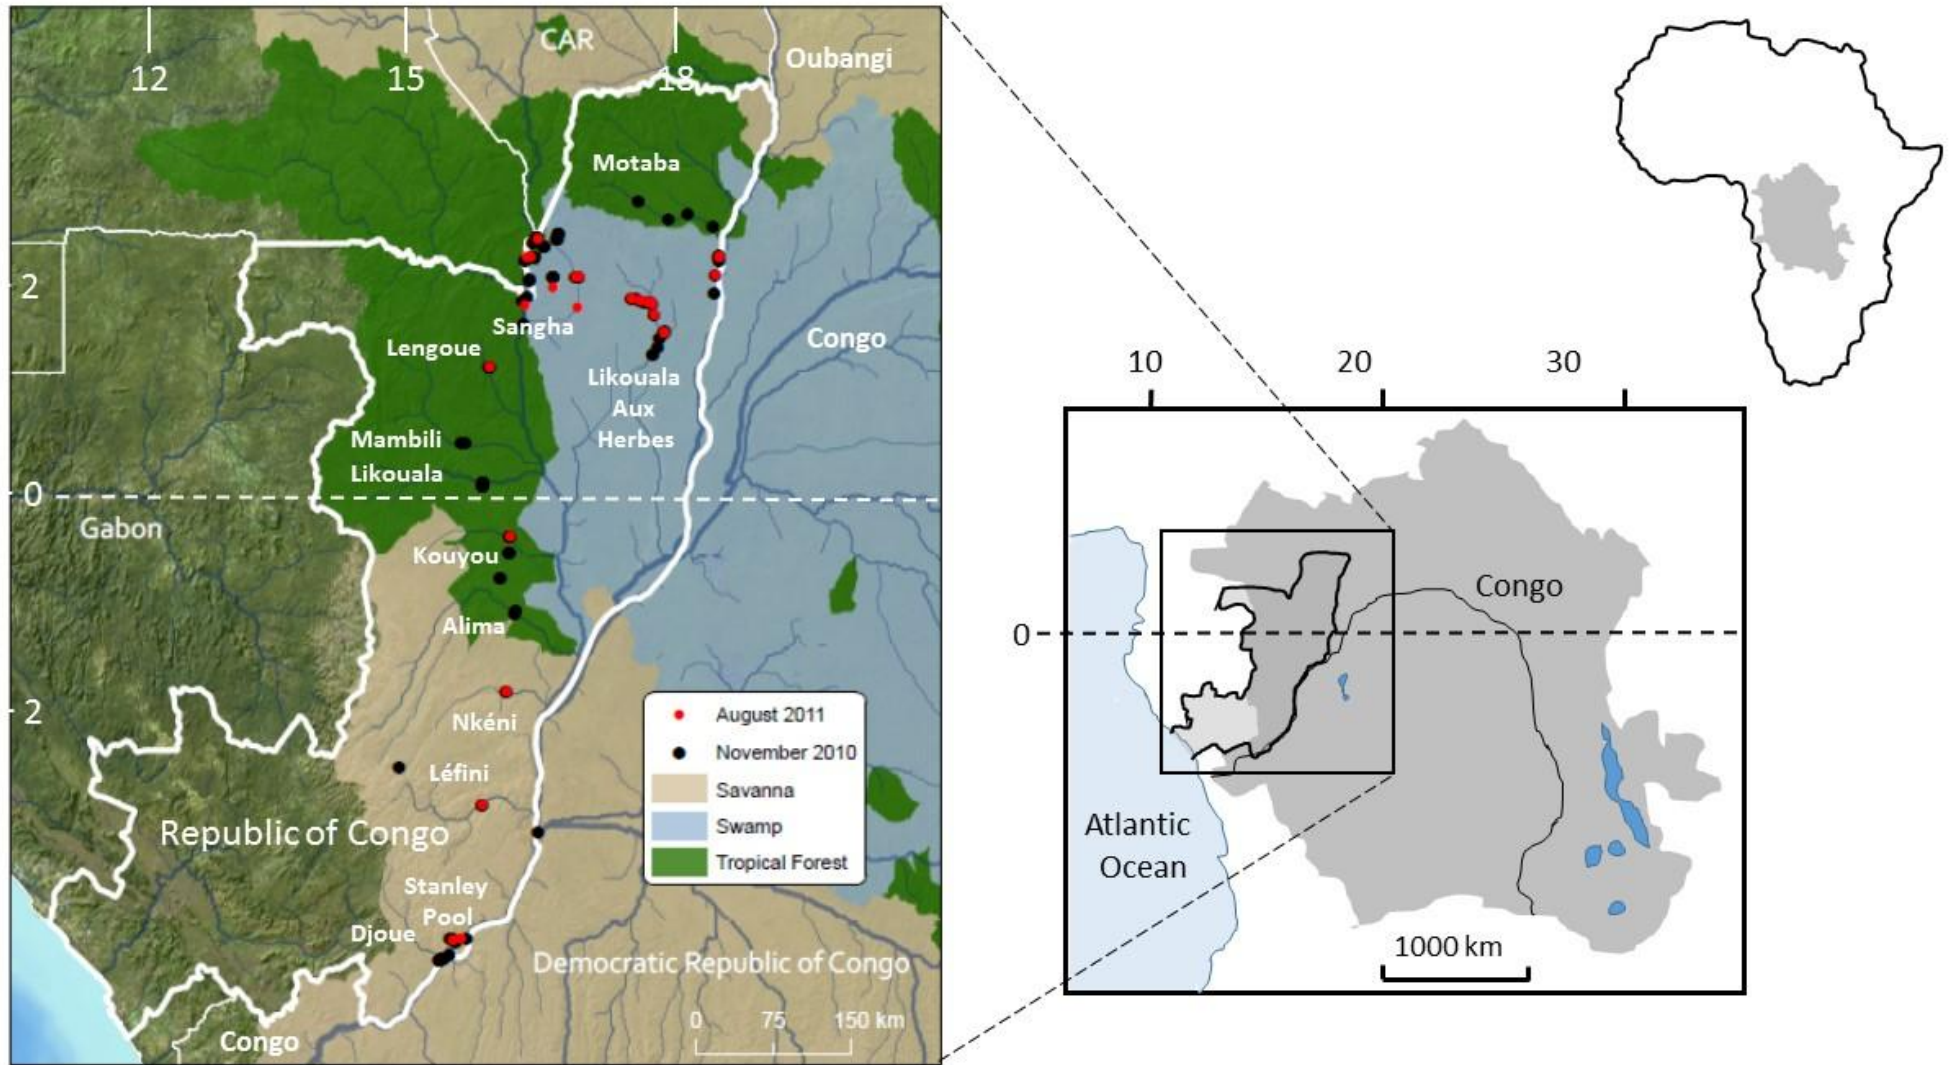 CAR
Oubangi
12
15
18
Motaba
2
Sangha
Lengoue
Congo
Likouala
Aux
Herbes
Mambili
Likouala
0
Gabon
Kouyou
Alima
2
Nkéni
Léfini
Republic of Congo
Stanley
Pool
Djoue
Democratic Republic of Congo
Congo
0 75 150 km
August 2011
November 2010
Savanna
Swamp
Tropical Forest
10 20 30
Congo
0
Atlantic
Ocean
1000 km